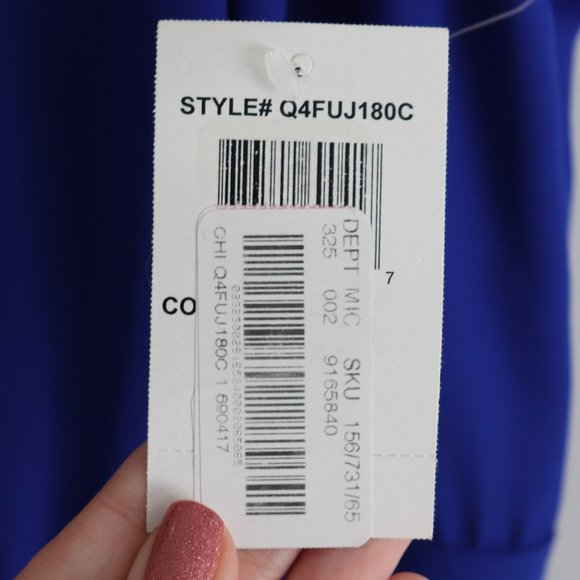 STYLE# Q4FUJ180C
7
CO
DEPT MIC SKU 156/731/65
325 002 9165840
CHI Q4FUJ180C 1 690417